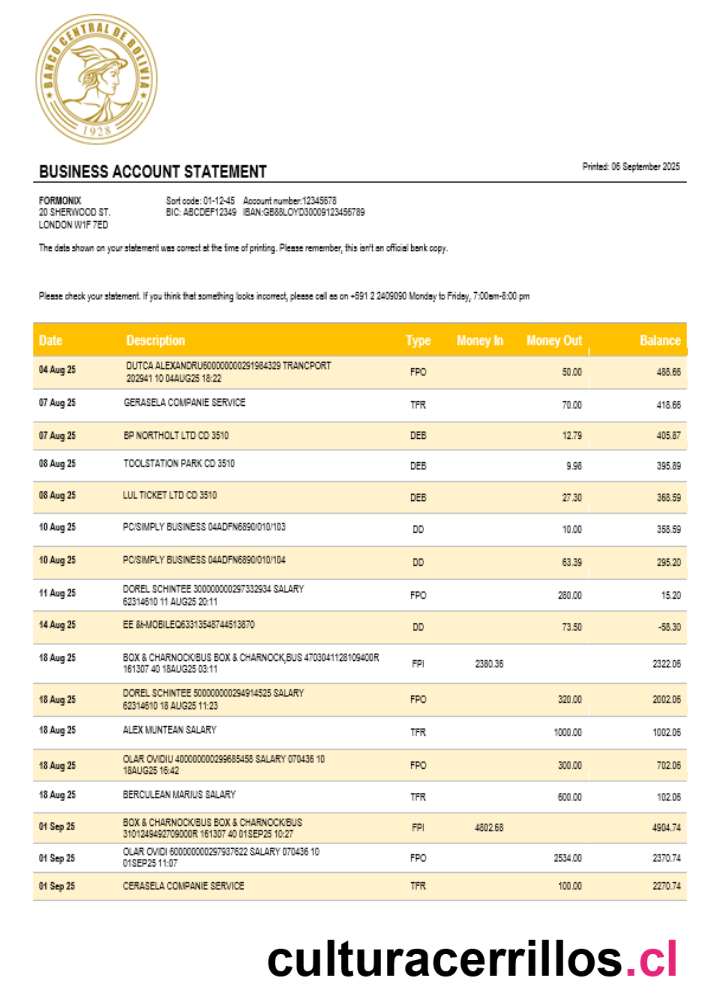 BANCO CENTRAL DE BOLIVIA
1928
BUSINESS ACCOUNT STATEMENT
Printed: 06 September 2025
FORMONIX
20 SHERWOOD ST.
LONDON W1F 7ED
Sort code: 01-12-45 Account number:12345678
BIC: ABCDEF12349 IBAN:GB88LOYD30009123456789
The data shown on your statement was correct at the time of printing. Please remember, this isn't an official bank copy.
Please check your statement. If you think that something looks incorrect, please call as on +591 2 2409090 Monday to Friday, 7:00am-8:00 pm
Date Description Type Money In Money Out Balance
04 Aug 25 DUTCA ALEXANDRU600000000291984329 TRANCPORT
202941 10 04AUG25 18:22 FPO 50.00 488.66
07 Aug 25 GERASELA COMPANIE SERVICE TFR 70.00 418.66
07 Aug 25 BP NORTHOLT LTD CD 3510 DEB 12.79 405.87
08 Aug 25 TOOLSTATION PARK CD 3510 DEB 9.98 395.89
08 Aug 25 LUL TICKET LTD CD 3510 DEB 27.30 368.59
10 Aug 25 PC/SIMPLY BUSINESS 04ADFN6890/010/103 DD 10.00 358.59
10 Aug 25 PC/SIMPLY BUSINESS 04ADFN6890/010/104 DD 63.39 295.20
11 Aug 25 DOREL SCHINTEE 300000000297332934 SALARY
62314610 11 AUG25 20:11 FPO 280.00 15.20
14 Aug 25 EE &t-MOBILEQ63313548744513870 DD 73.50 -58.30
18 Aug 25 BOX & CHARNOCK/BUS BOX & CHARNOCK,BUS 4703041128109400R
161307 40 18AUG25 03:11 FPI 2380.36 2322.06
18 Aug 25 DOREL SCHINTEE 500000000294914525 SALARY
62314610 18 AUG25 11:23 FPO 320.00 2002.06
18 Aug 25 ALEX MUNTEAN SALARY TFR 1000.00 1002.06
18 Aug 25 OLAR OVIDIU 400000000299685458 SALARY 070436 10
18AUG25 16:42 FPO 300.00 702.06
18 Aug 25 BERCULEAN MARIUS SALARY TFR 600.00 102.06
01 Sep 25 BOX & CHARNOCK/BUS BOX & CHARNOCK/BUS
3101249492709000R 161307 40 01SEP25 10:27 FPI 4802.68 4904.74
01 Sep 25 OLAR OVIDI 600000000297937622 SALARY 070436 10
01SEP25 11:07 FPO 2534.00 2370.74
01 Sep 25 CERASELA COMPANIE SERVICE TFR 100.00 2270.74
culturacerrillos.cl